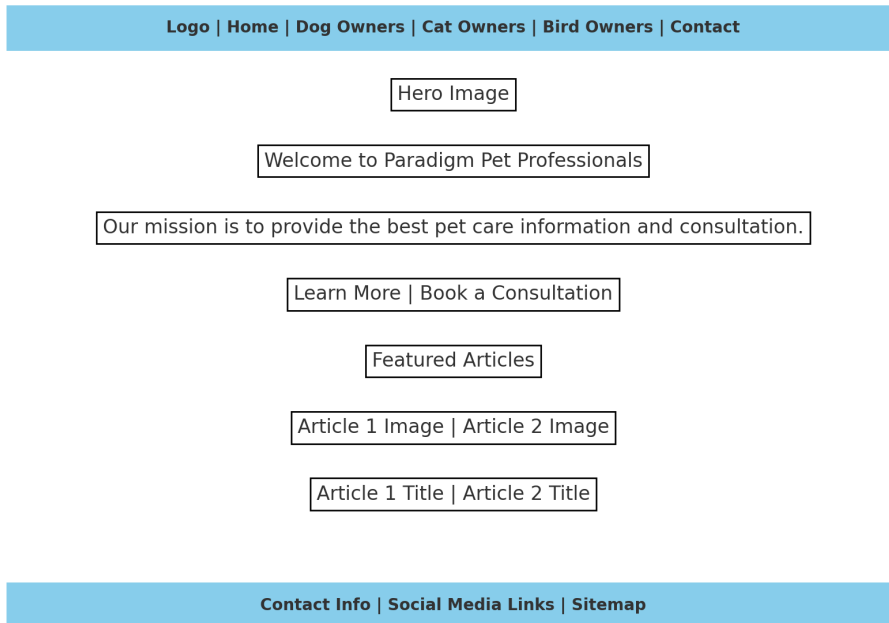 Logo | Home | Dog Owners | Cat Owners | Bird Owners | Contact
Hero Image
Welcome to Paradigm Pet Professionals
Our mission is to provide the best pet care information and consultation.
Learn More | Book a Consultation
Featured Articles
Article 1 Image | Article 2 Image
Article 1 Title | Article 2 Title
Contact Info | Social Media Links | Sitemap